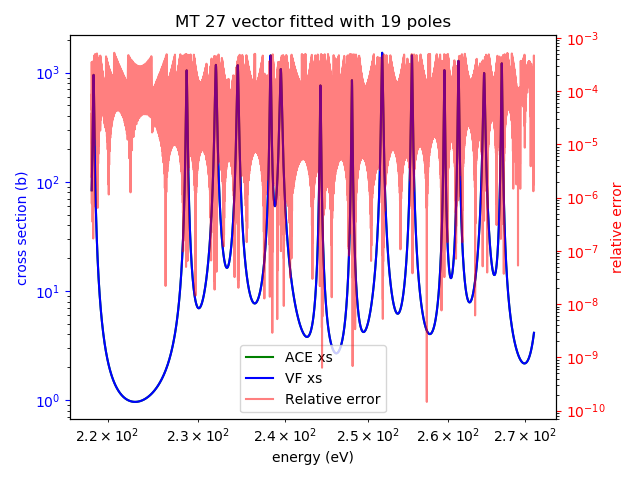 MT 27 vector fitted with 19 poles
cross section (b)
10³
10²
10¹
10⁰
10⁻³
10⁻⁴
10⁻⁵
10⁻⁶
10⁻⁷
10⁻⁸
10⁻⁹
10⁻¹⁰
relative error
ACE xs
VF xs
Relative error
2.2 × 10² 2.3 × 10² 2.4 × 10² 2.5 × 10² 2.6 × 10² 2.7 × 10²
energy (eV)